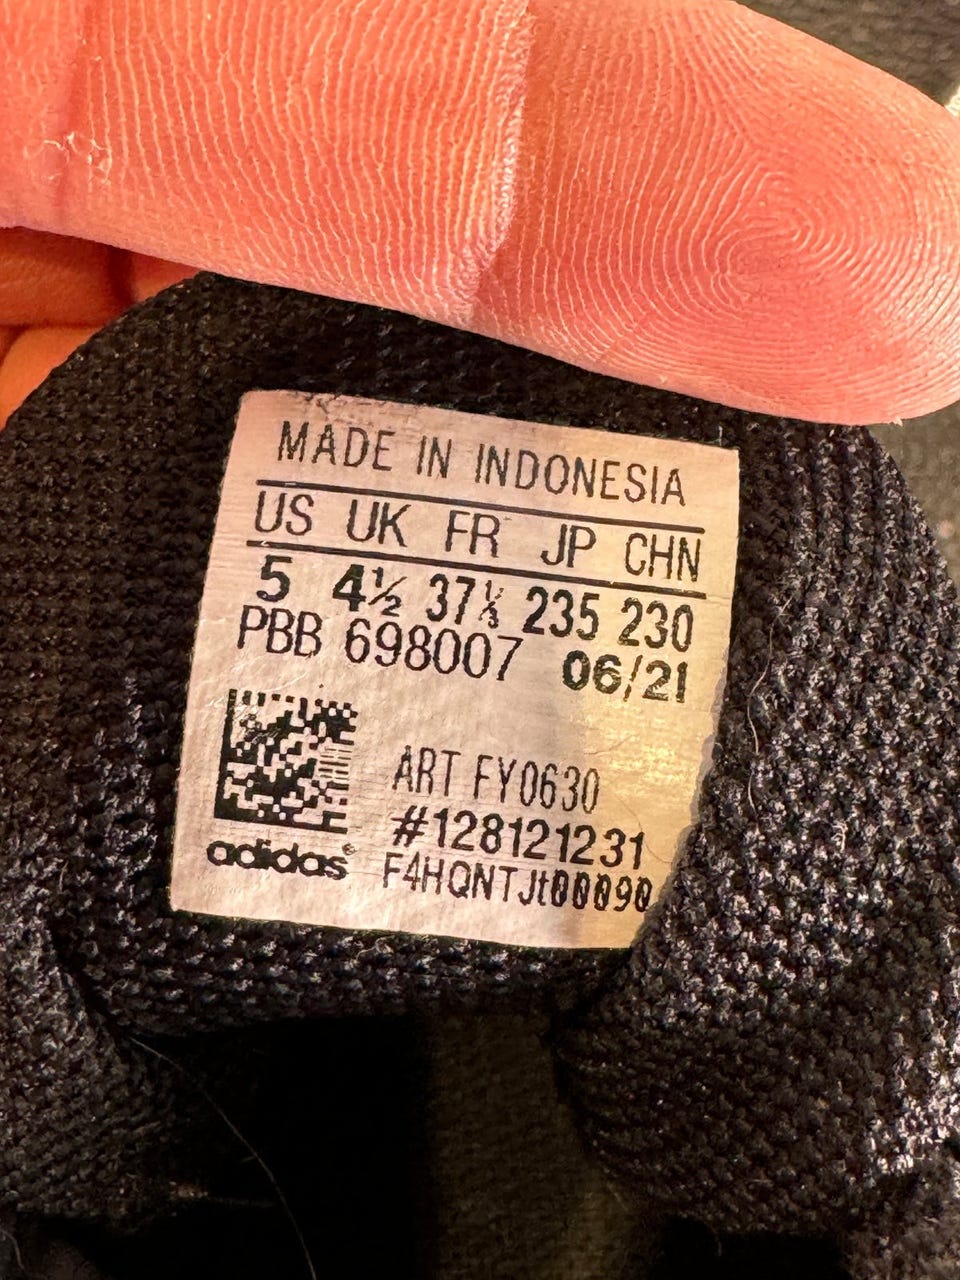 MADE IN INDONESIA
US UK FR JP CHN
5 4½ 37⅓ 235 230
PBB 698007 06/21
ART FY0630
#128121231
adidas® F4HQNTJt00090